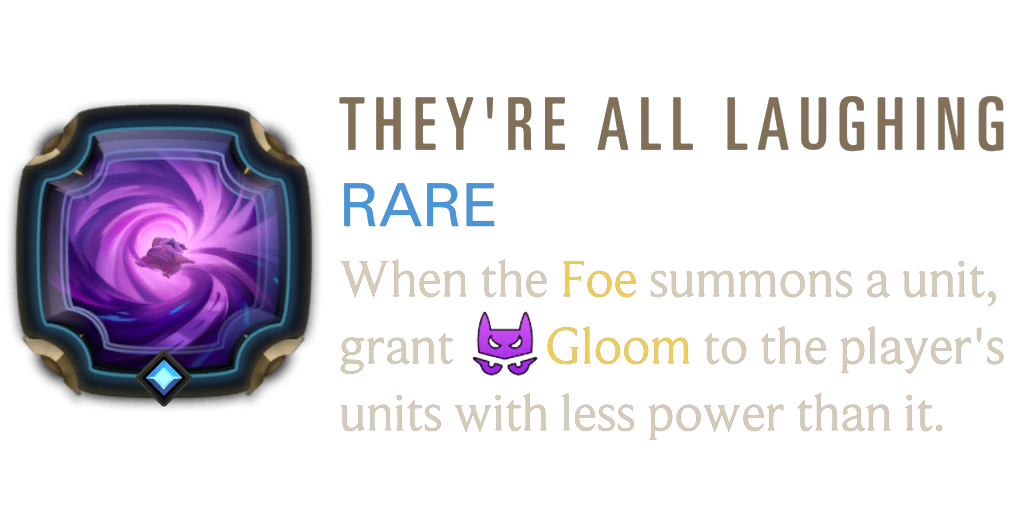 THEY'RE ALL LAUGHING
RARE
When the Foe summons a unit,
grant Gloom to the player's
units with less power than it.